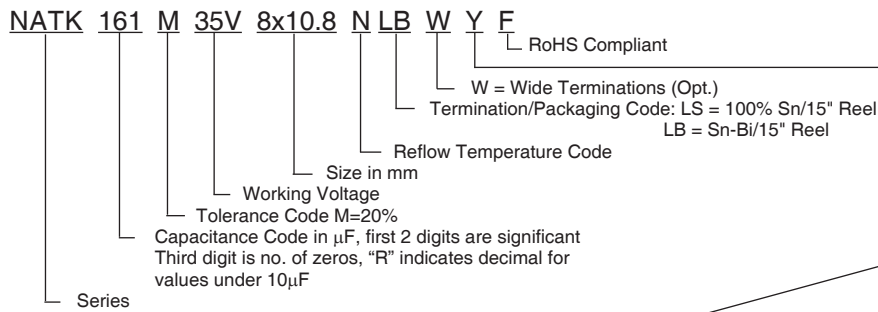 NATK 161 M 35V 8x10.8 N LB W Y F
RoHS Compliant
W = Wide Terminations (Opt.)
Termination/Packaging Code: LS = 100% Sn/15" Reel
LB = Sn-Bi/15" Reel
Reflow Temperature Code
Size in mm
Working Voltage
Tolerance Code M=20%
Capacitance Code in μF, first 2 digits are significant
Third digit is no. of zeros, “R” indicates decimal for
values under 10μF
Series